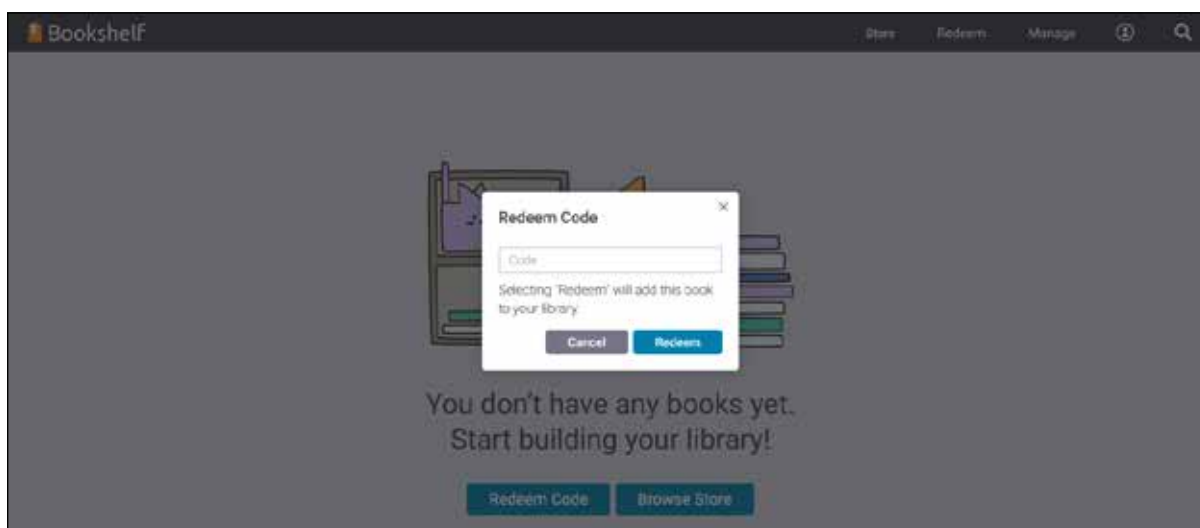 Bookshelf
Store Redeem Manage
Redeem Code
Code
Selecting 'Redeem' will add this book
to your library
Cancel Redeem
You don't have any books yet.
Start building your library!
Redeem Code Browse Store